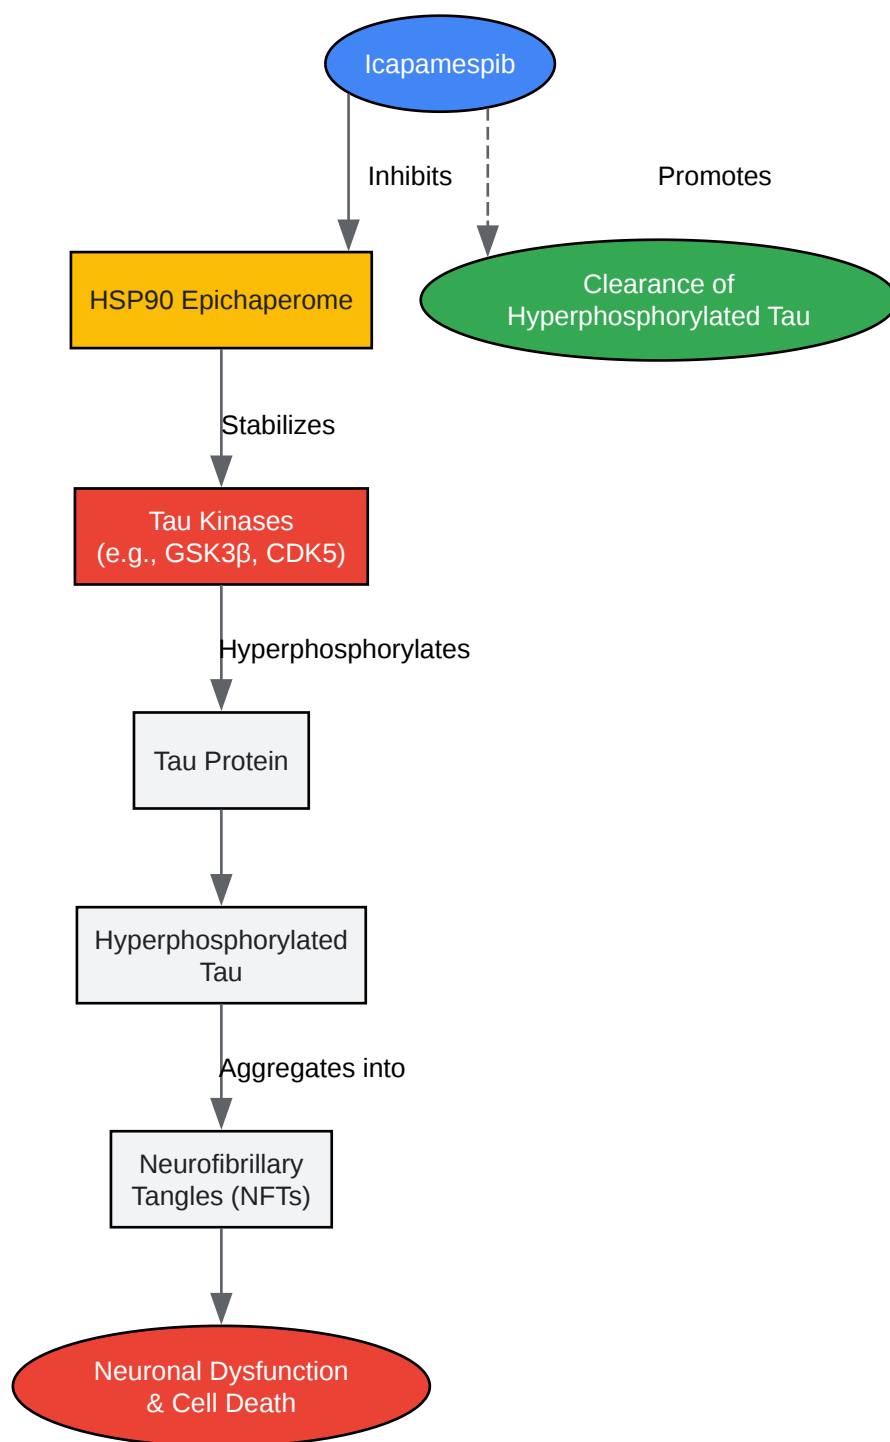 Icapamespib
Inhibits
Promotes
HSP90 Epichaperome
Clearance of
Hyperphosphorylated Tau
Stabilizes
Tau Kinases
(e.g., GSK3β, CDK5)
Hyperphosphorylates
Tau Protein
Hyperphosphorylated
Tau
Aggregates into
Neurofibrillary
Tangles (NFTs)
Neuronal Dysfunction
& Cell Death